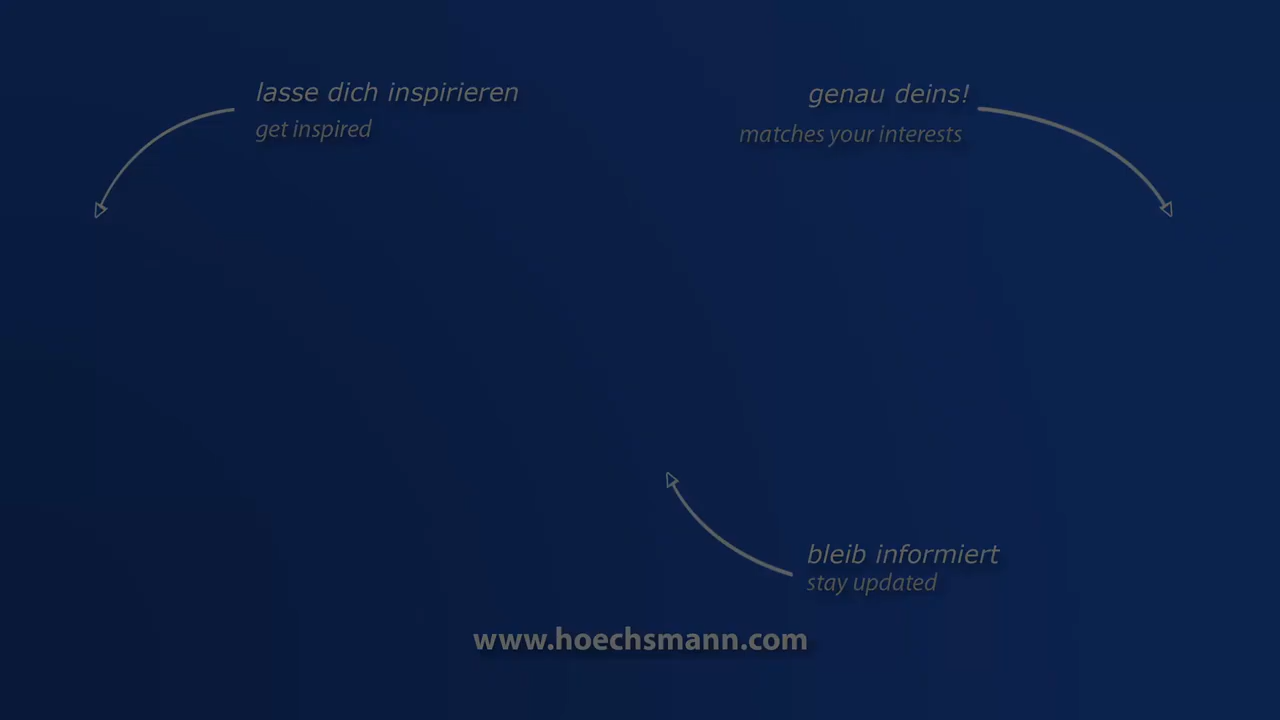 lasse dich inspirieren
get inspired
genau deins!
matches your interests
bleib informiert
stay updated
www.hoechsmann.com